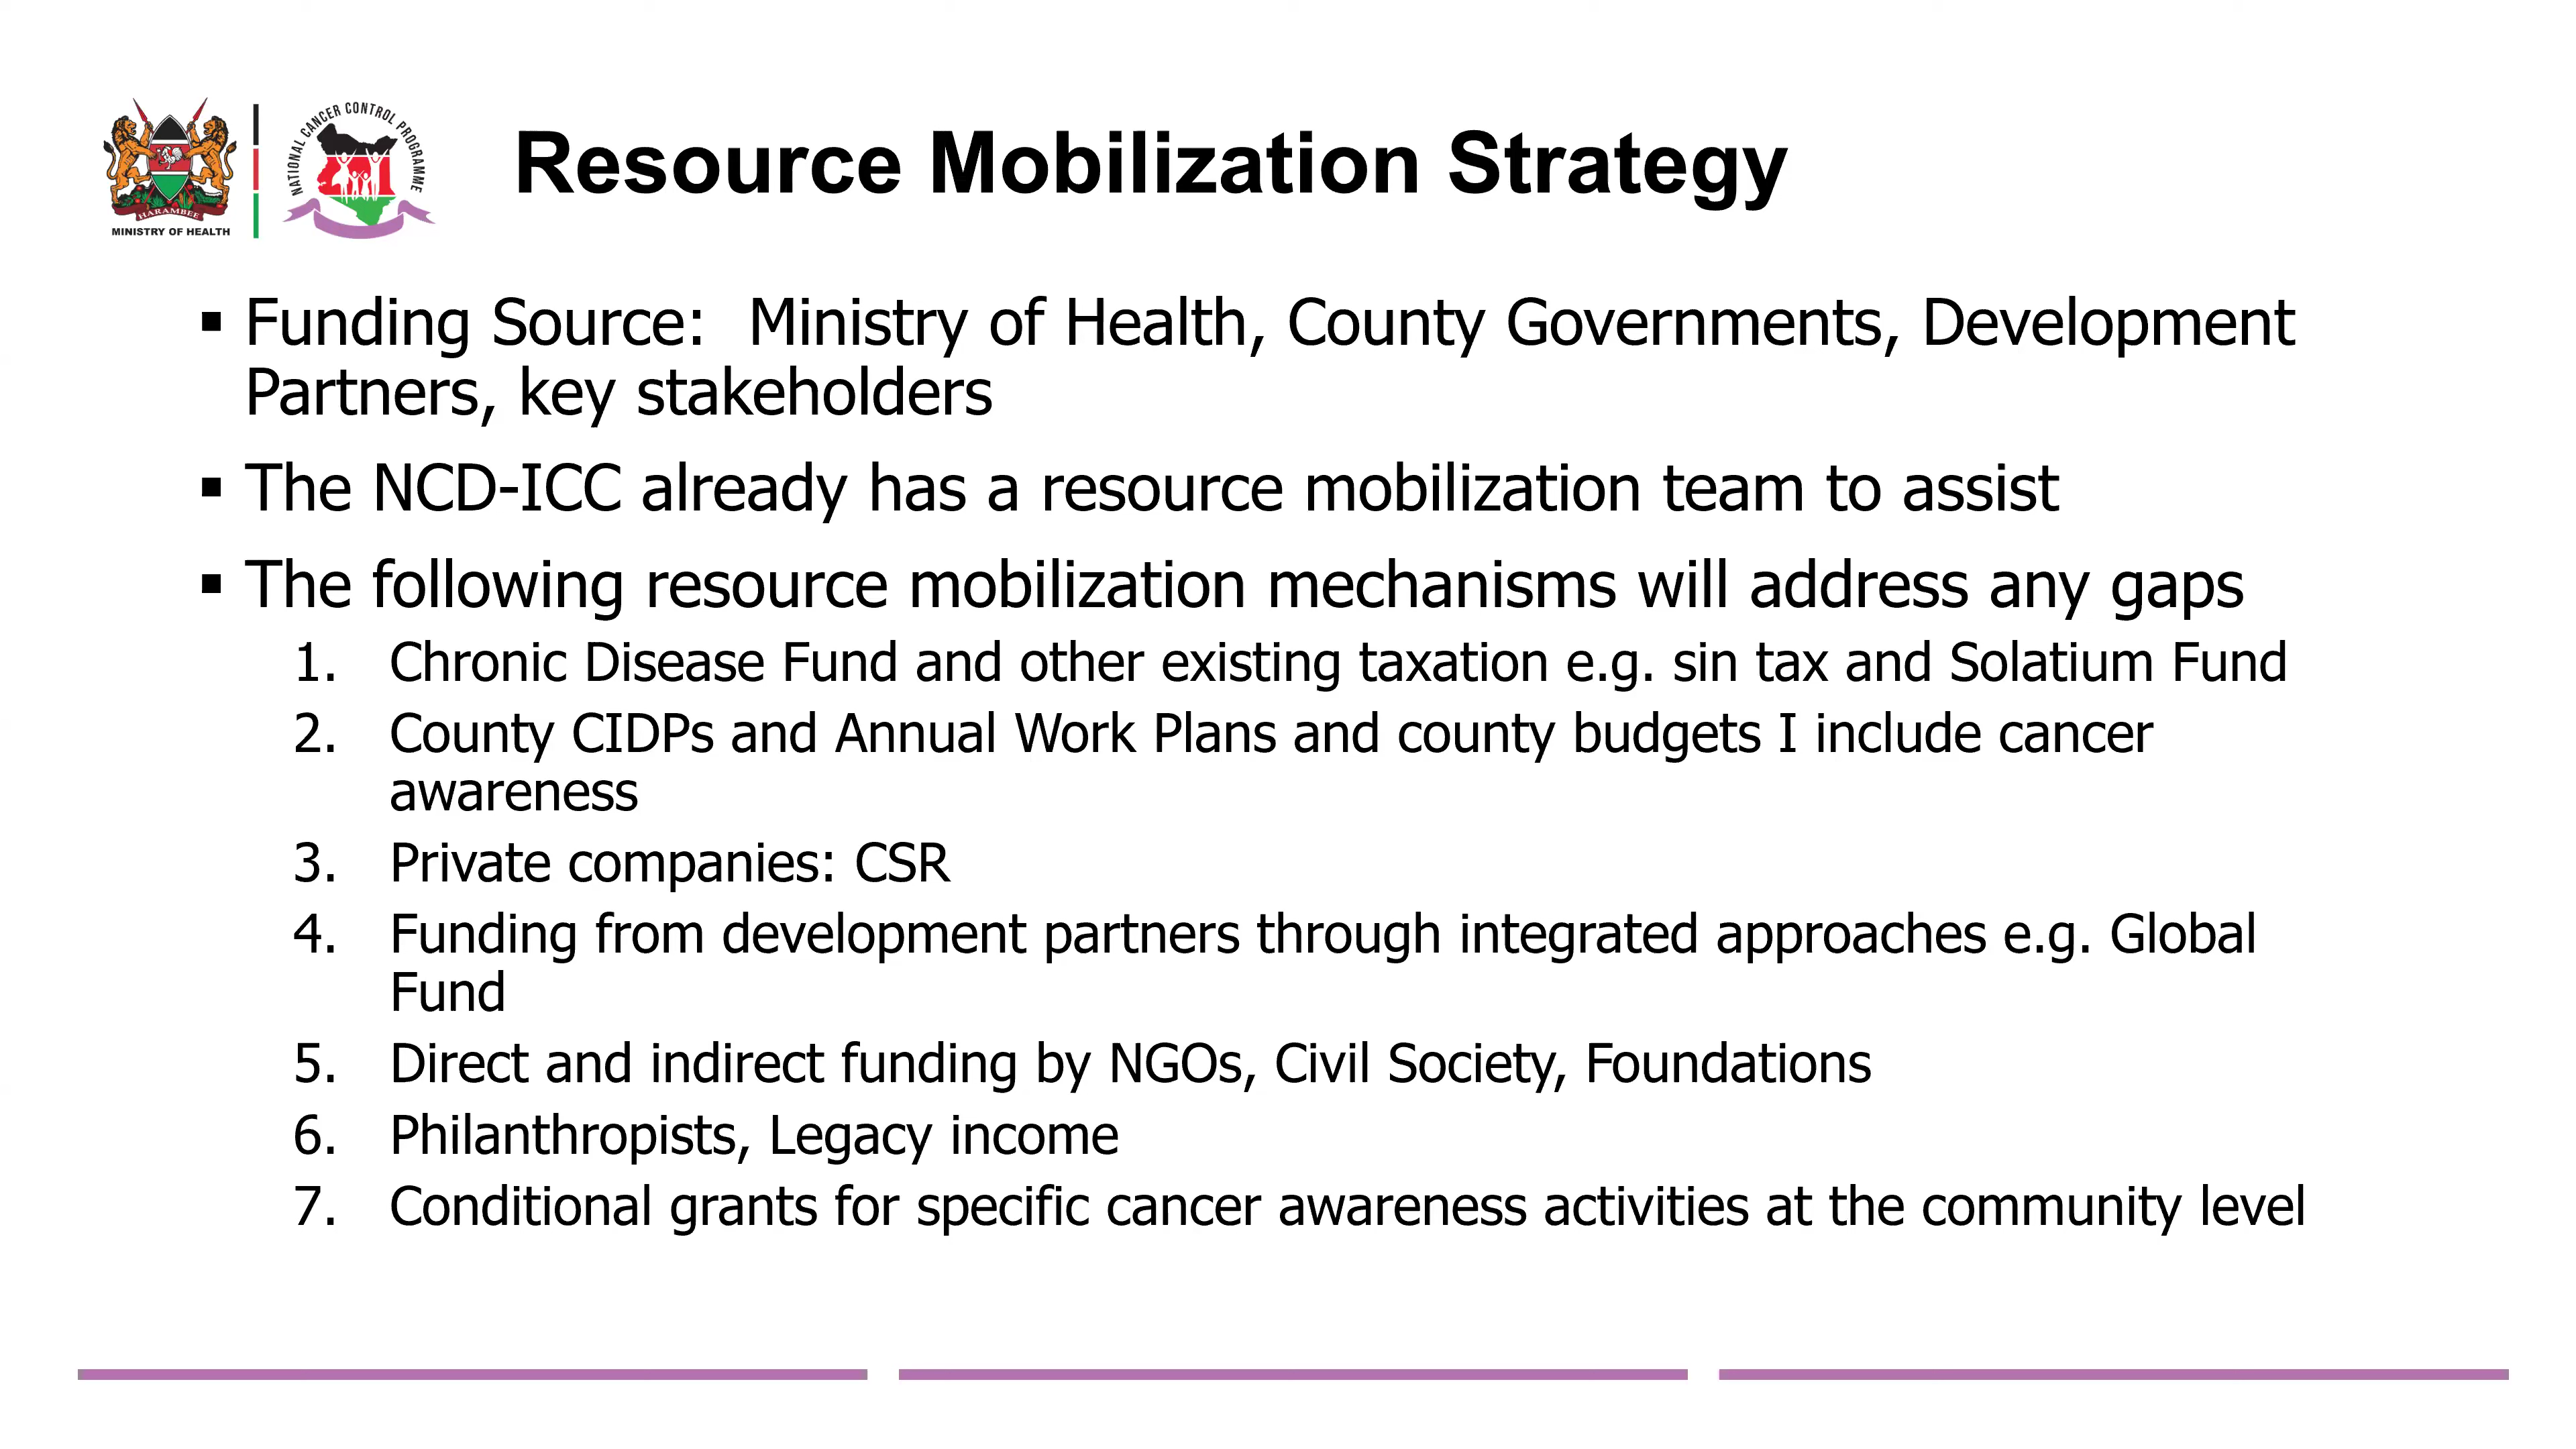 HARAMBEE
MINISTRY OF HEALTH
NATIONAL CANCER CONTROL PROGRAMME
Resource Mobilization Strategy
▪ Funding Source:  Ministry of Health, County Governments, Development
Partners, key stakeholders
▪ The NCD-ICC already has a resource mobilization team to assist
▪ The following resource mobilization mechanisms will address any gaps
1. Chronic Disease Fund and other existing taxation e.g. sin tax and Solatium Fund
2. County CIDPs and Annual Work Plans and county budgets I include cancer
awareness
3. Private companies: CSR
4. Funding from development partners through integrated approaches e.g. Global
Fund
5. Direct and indirect funding by NGOs, Civil Society, Foundations
6. Philanthropists, Legacy income
7. Conditional grants for specific cancer awareness activities at the community level